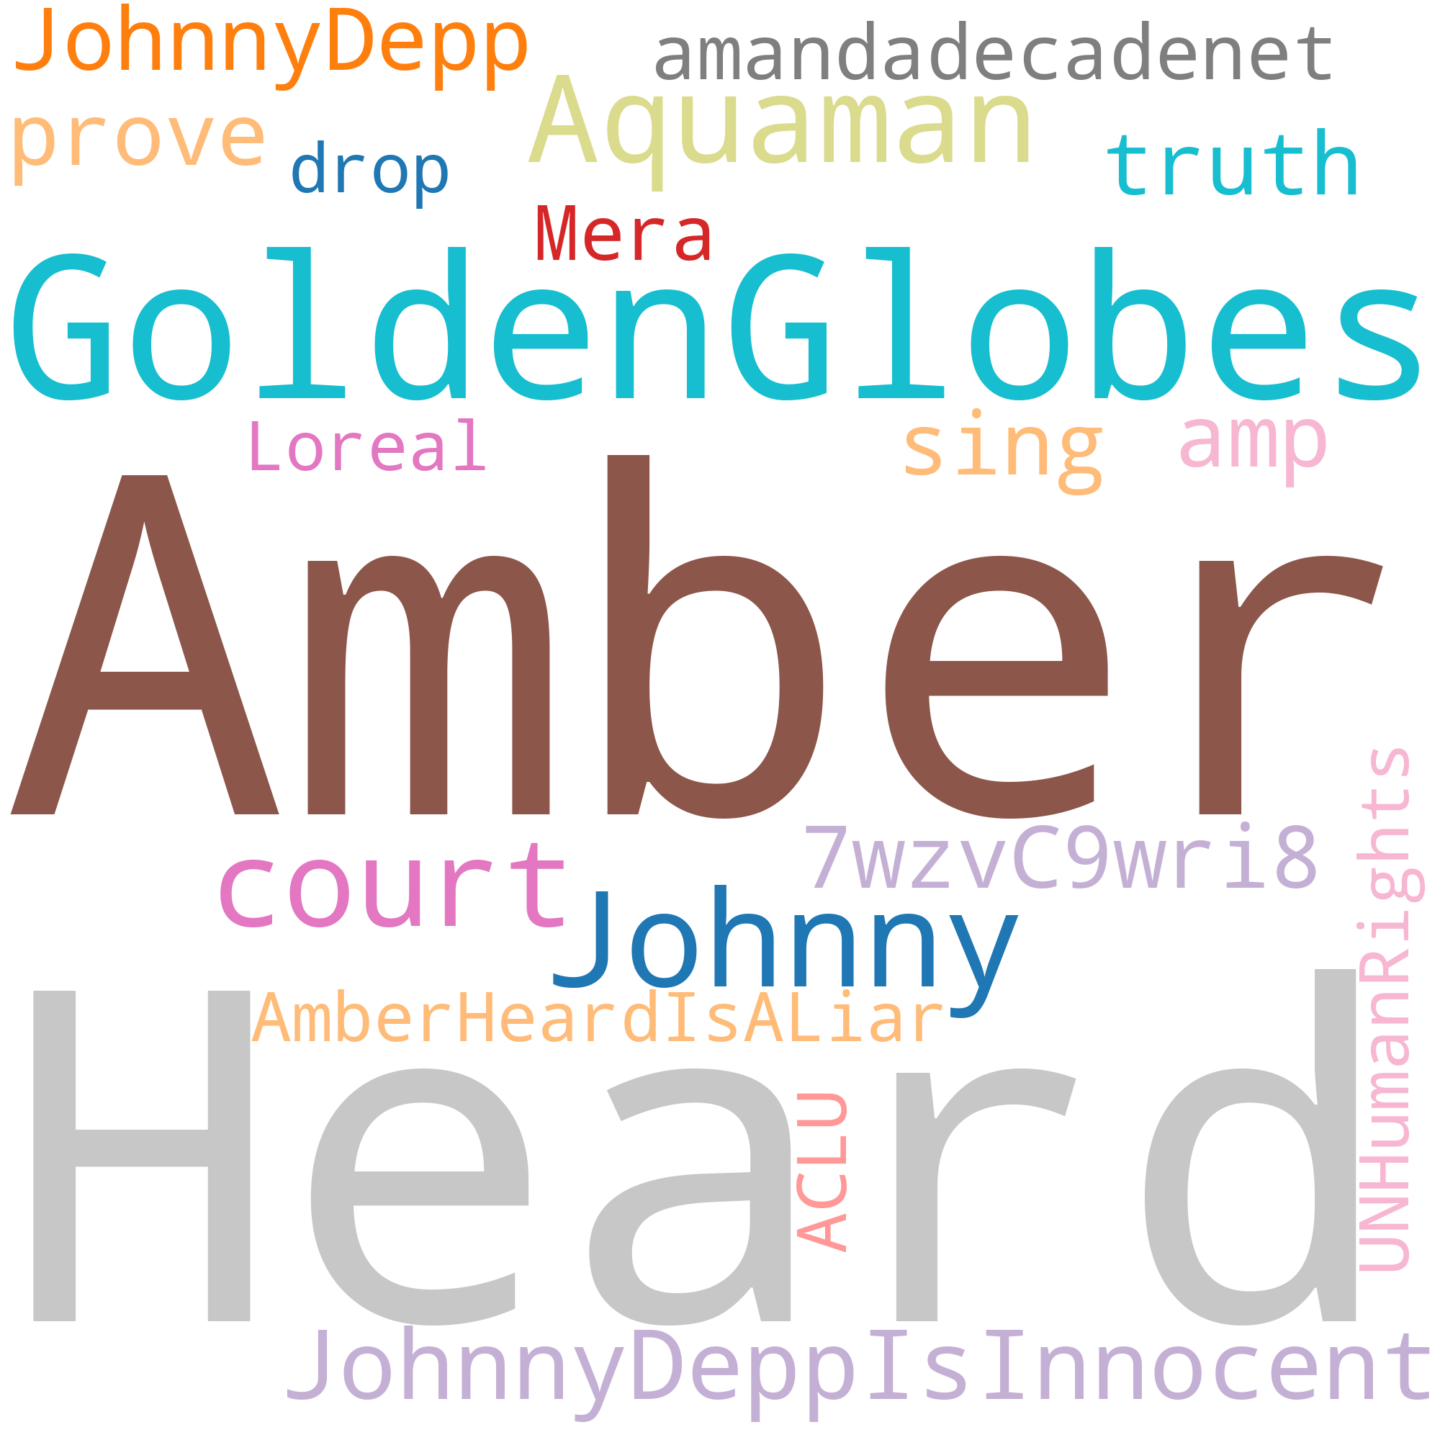 JohnnyDepp
amandadecadenet
prove
drop
Aquaman
truth
Mera
GoldenGlobes
Loreal
sing
amp
Amber
court
7wzvC9wri8
Johnny
UNHumanRights
AmberHeardIsALiar
Heard
ACLU
JohnnyDeppIsInnocent